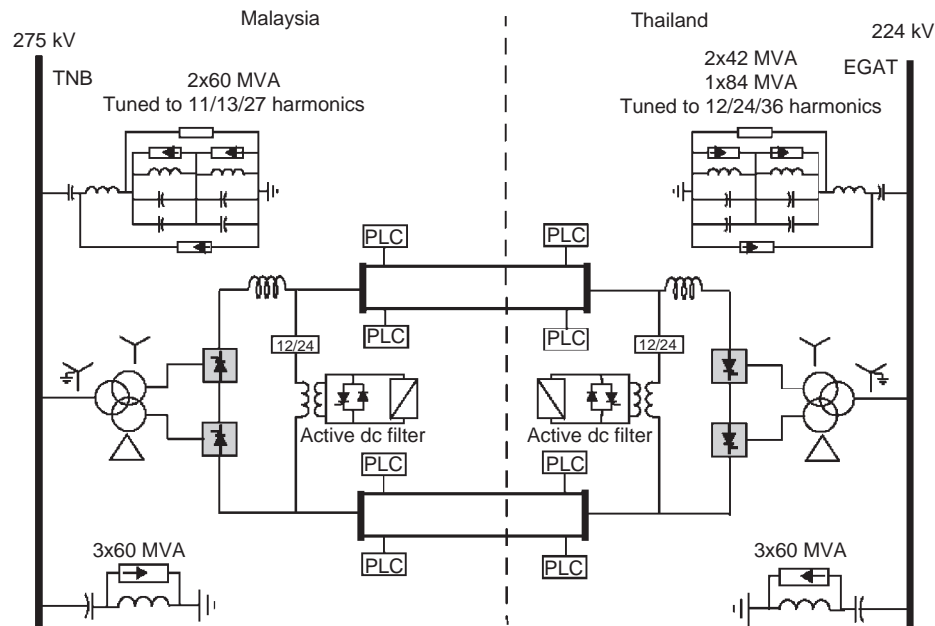 Malaysia
Thailand
275 kV
224 kV
TNB
EGAT
2x60 MVA
Tuned to 11/13/27 harmonics
2x42 MVA
1x84 MVA
Tuned to 12/24/36 harmonics
PLC
PLC
PLC
PLC
12/24
12/24
Active dc filter
Active dc filter
PLC
PLC
PLC
PLC
3x60 MVA
3x60 MVA